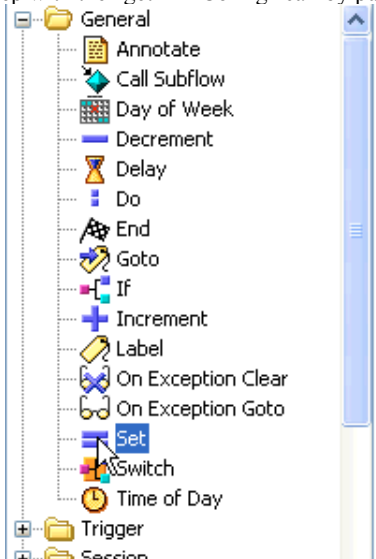 General
Annotate
Call Subflow
Day of Week
Decrement
Delay
Do
End
Goto
If
Increment
Label
On Exception Clear
On Exception Goto
Set
Switch
Time of Day
Trigger
Session